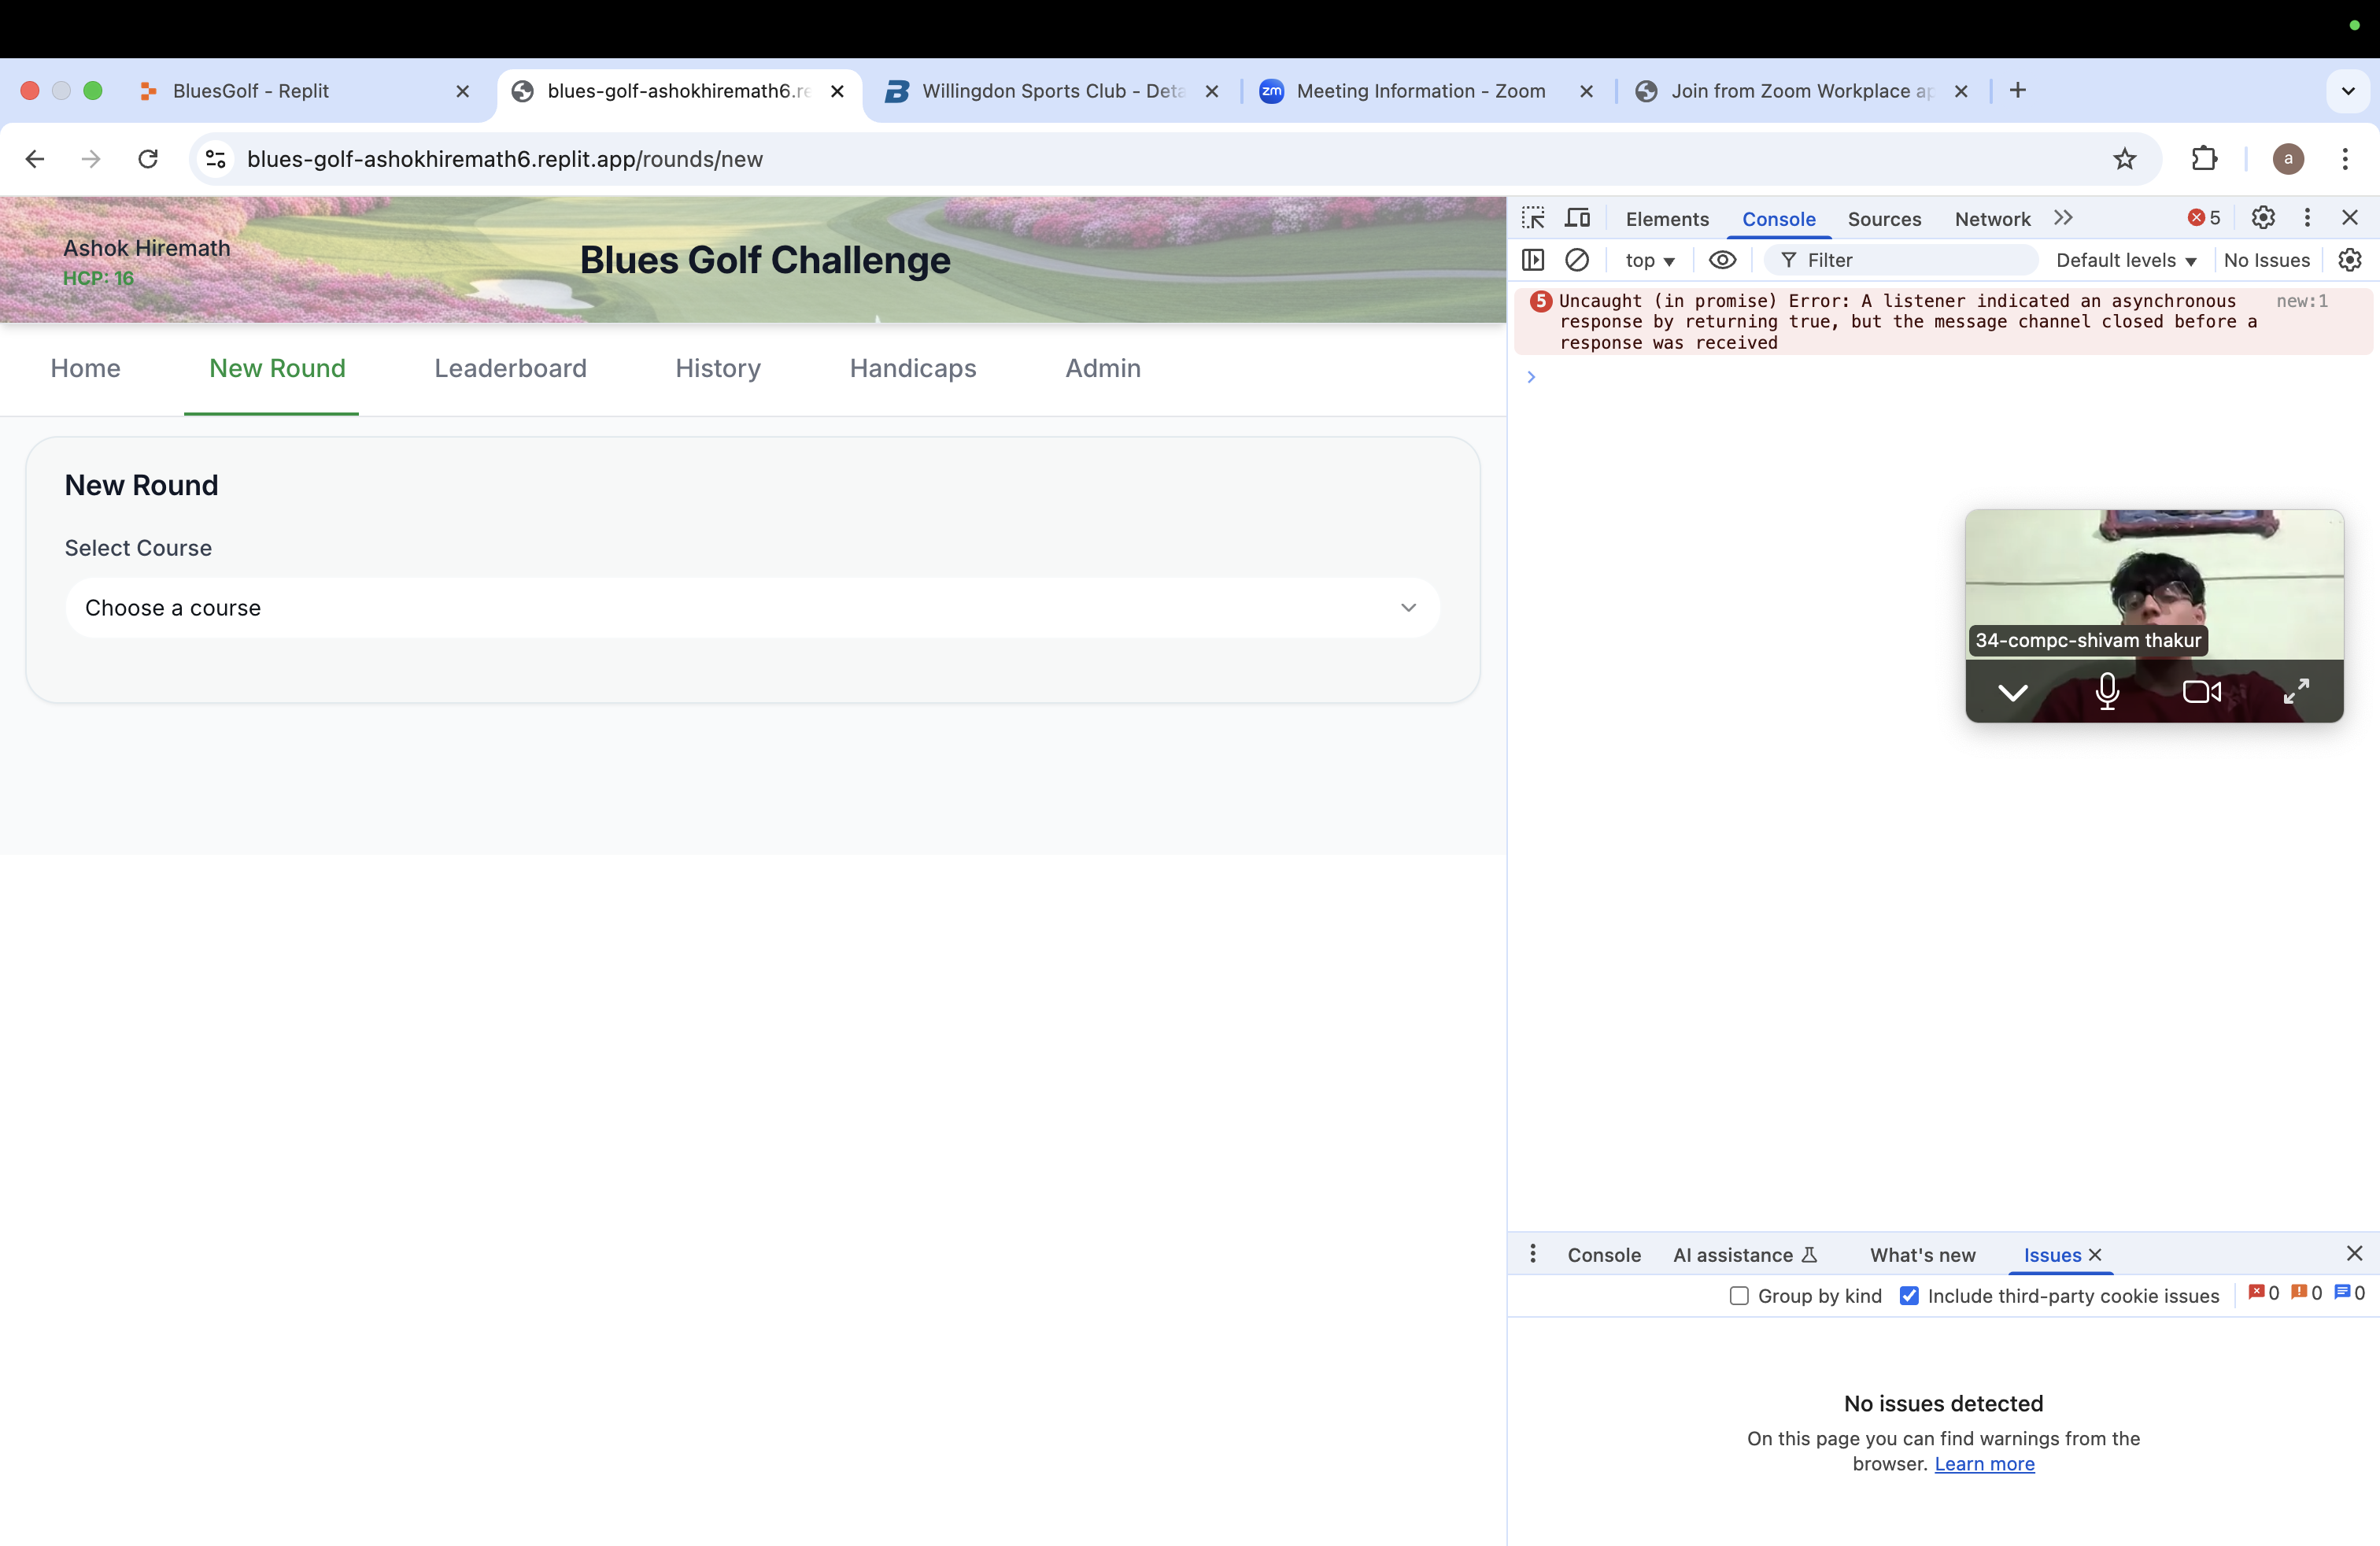 BluesGolf - Replit
blues-golf-ashokhiremath6.re
Willingdon Sports Club - Deta
zm
Meeting Information - Zoom
Join from Zoom Workplace ap
blues-golf-ashokhiremath6.replit.app/rounds/new
a
Ashok Hiremath
HCP: 16
Blues Golf Challenge
Home
New Round
Leaderboard
History
Handicaps
Admin
New Round
Select Course
Choose a course
Elements
Console
Sources
Network
5
top
Filter
Default levels
No Issues
5
Uncaught (in promise) Error: A listener indicated an asynchronous
new:1
response by returning true, but the message channel closed before a
response was received
34-compc-shivam thakur
Console
AI assistance
What's new
Issues
Group by kind
Include third-party cookie issues
0
0
0
No issues detected
On this page you can find warnings from the
browser. Learn more